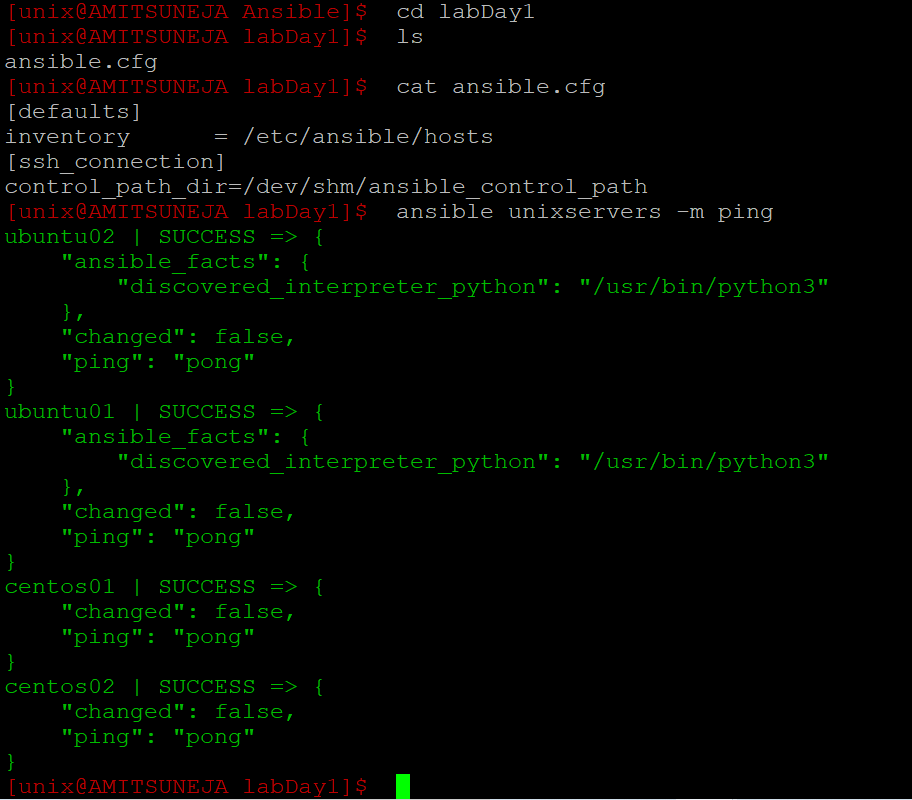 [unix@AMITSUNEJA Ansible]$  cd labDay1
[unix@AMITSUNEJA labDay1]$  ls
ansible.cfg
[unix@AMITSUNEJA labDay1]$  cat ansible.cfg
[defaults]
inventory      = /etc/ansible/hosts
[ssh_connection]
control_path_dir=/dev/shm/ansible_control_path
[unix@AMITSUNEJA labDay1]$  ansible unixservers -m ping
ubuntu02 | SUCCESS => {
    "ansible_facts": {
        "discovered_interpreter_python": "/usr/bin/python3"
    },
    "changed": false,
    "ping": "pong"
}
ubuntu01 | SUCCESS => {
    "ansible_facts": {
        "discovered_interpreter_python": "/usr/bin/python3"
    },
    "changed": false,
    "ping": "pong"
}
centos01 | SUCCESS => {
    "changed": false,
    "ping": "pong"
}
centos02 | SUCCESS => {
    "changed": false,
    "ping": "pong"
}
[unix@AMITSUNEJA labDay1]$